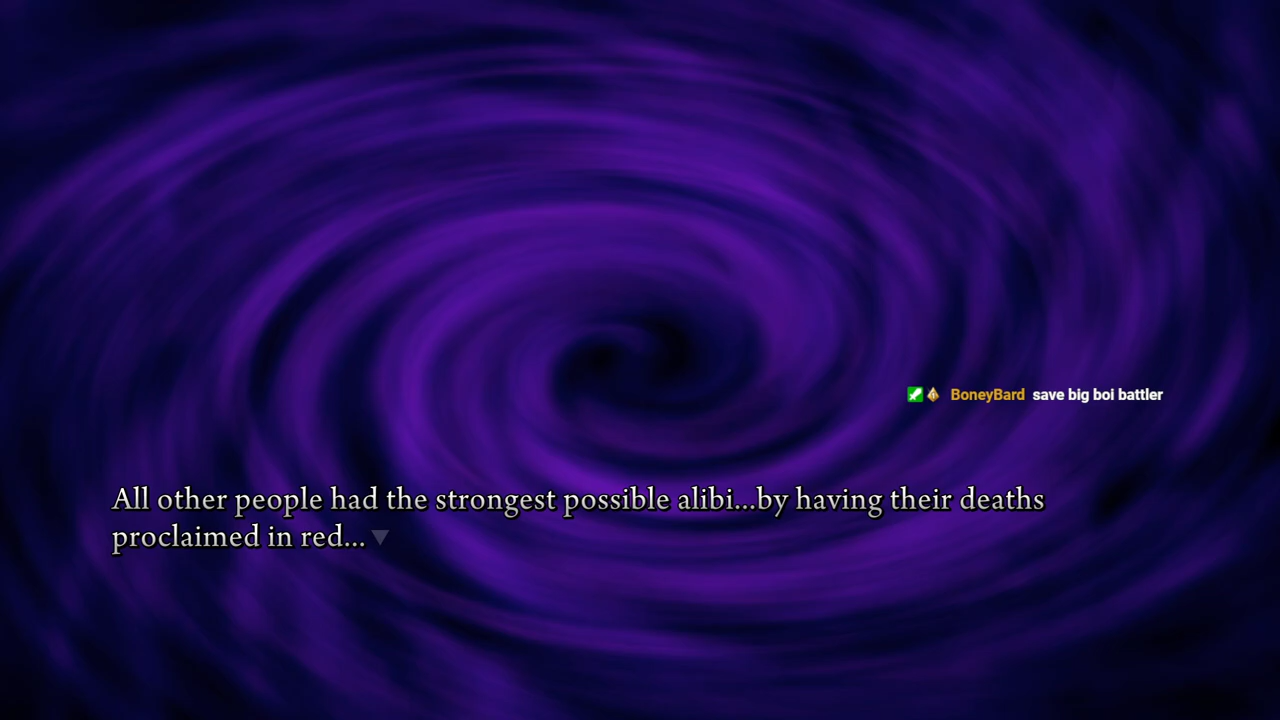 BoneyBard save big boi battler
All other people had the strongest possible alibi...by having their deaths
proclaimed in red...